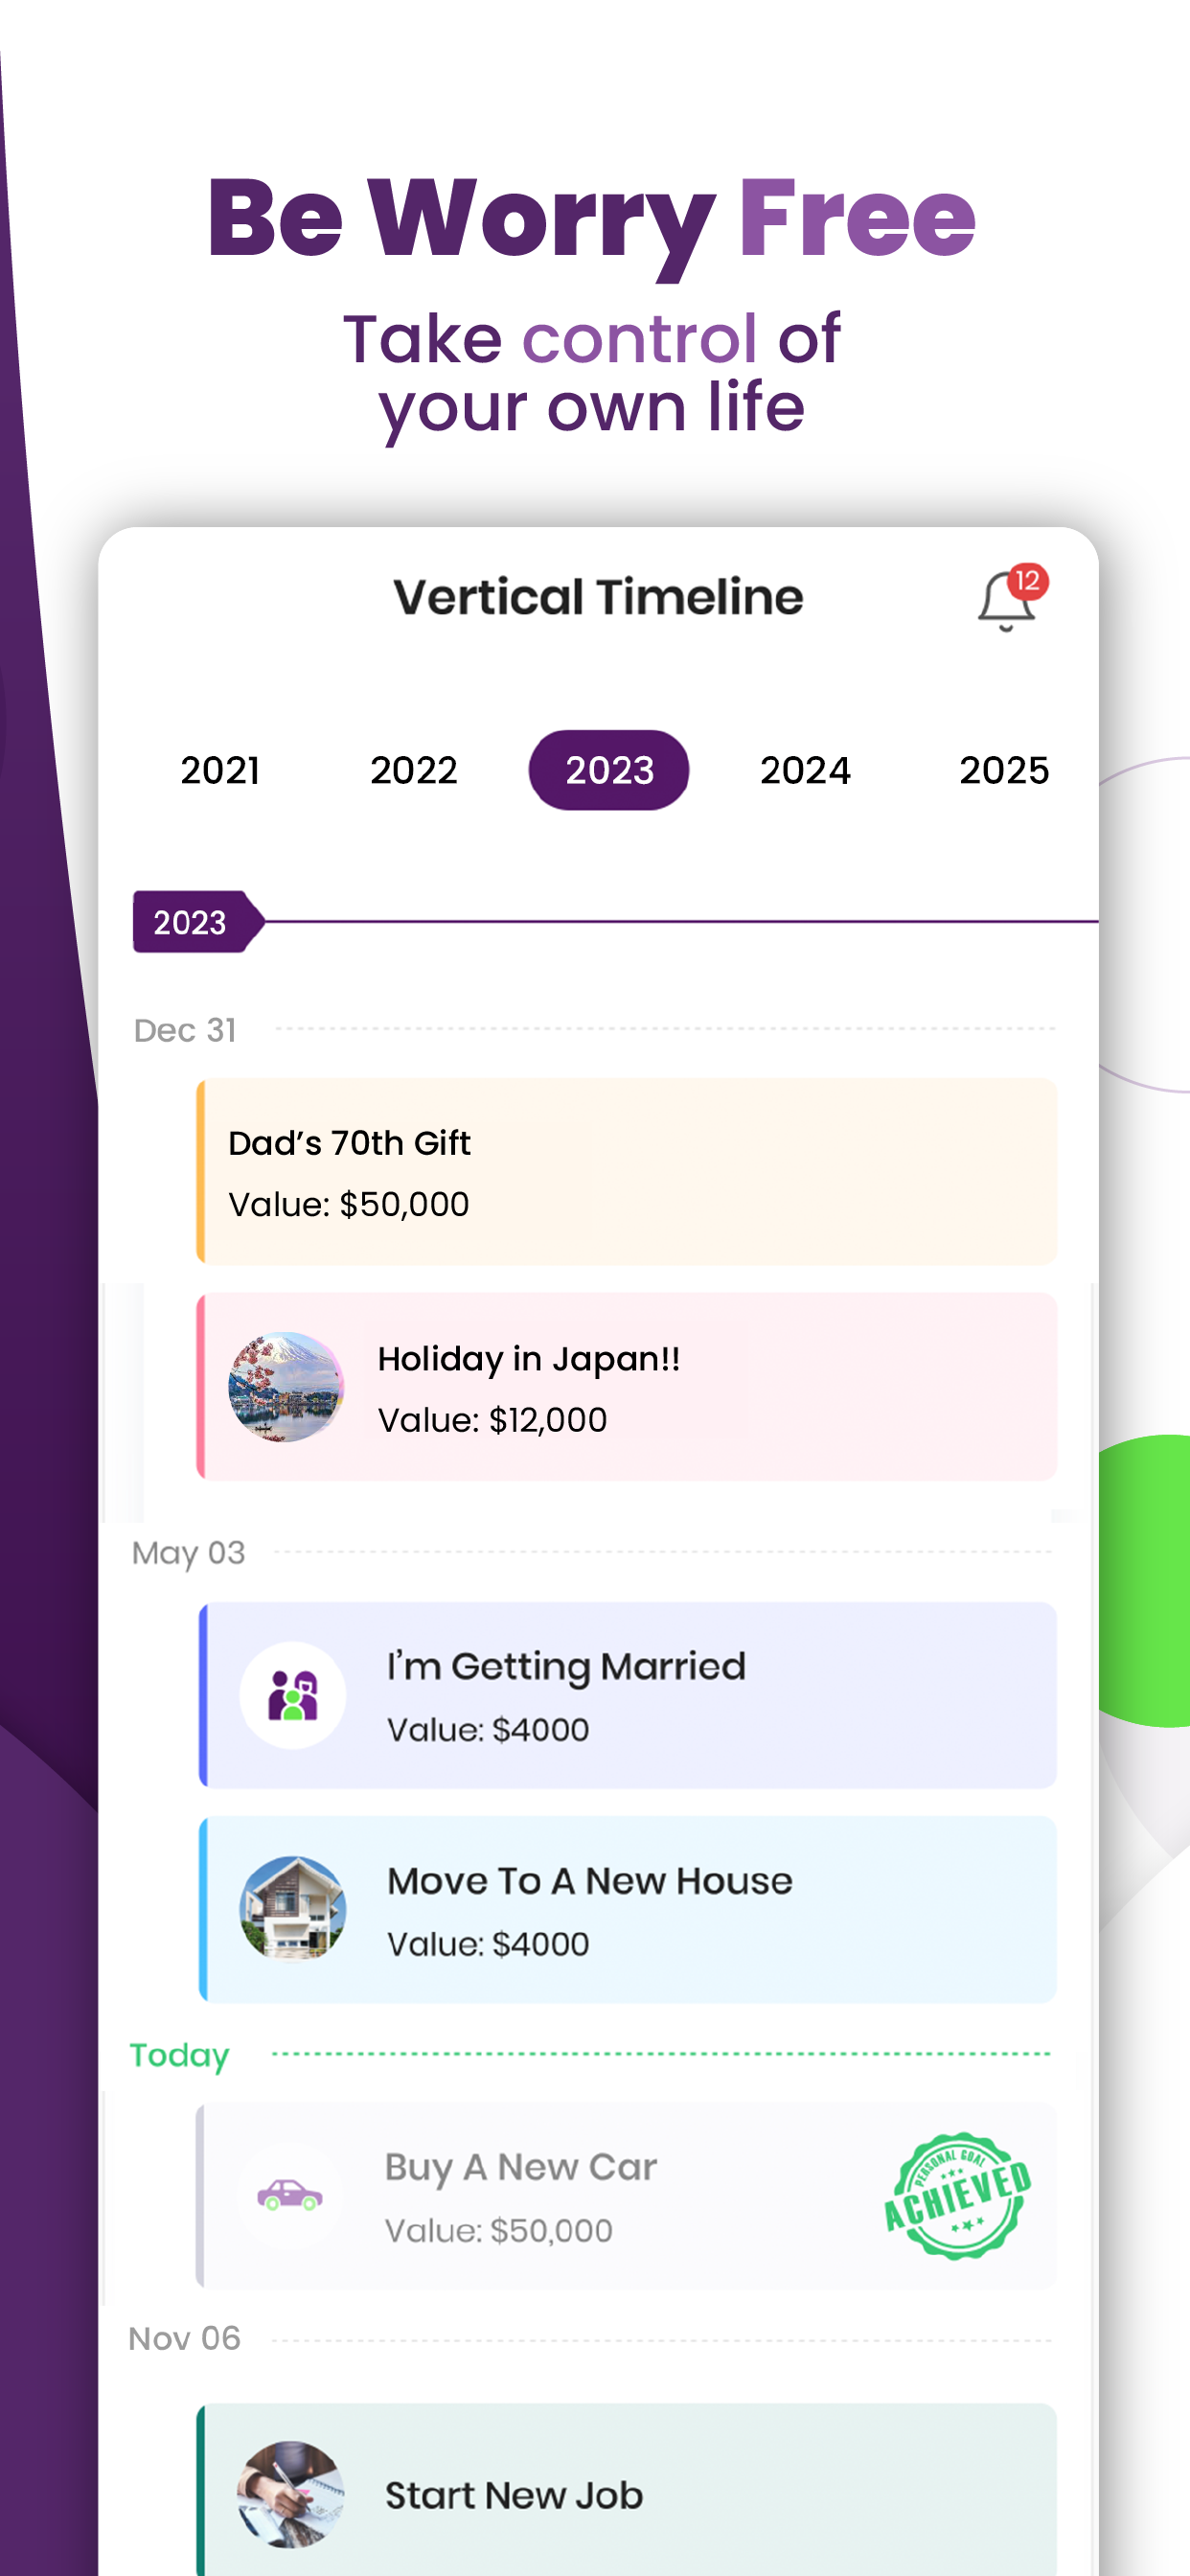 Be Worry Free
Take control of
your own life
Vertical Timeline
12
2021 2022 2023 2024 2025
2023
Dec 31
Dad’s 70th Gift
Value: $50,000
Holiday in Japan!!
Value: $12,000
May 03
I’m Getting Married
Value: $4000
Move To A New House
Value: $4000
Today
Buy A New Car
Value: $50,000
PERSONAL GOAL
ACHIEVED
Nov 06
Start New Job